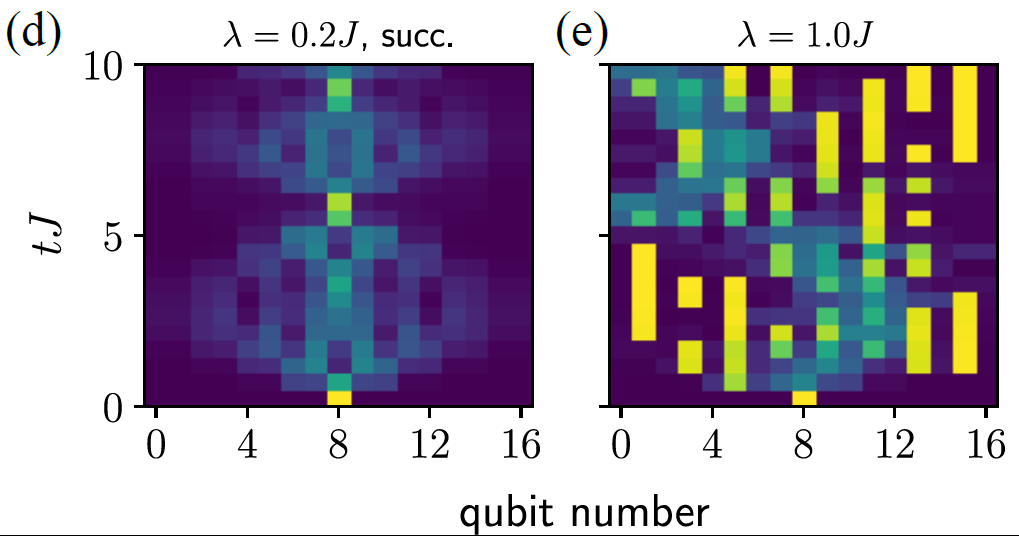 (d) λ = 0.2J, succ.
(e) λ = 1.0J
10
5
0
tJ
0 4 8 12 16
0 4 8 12 16
qubit number